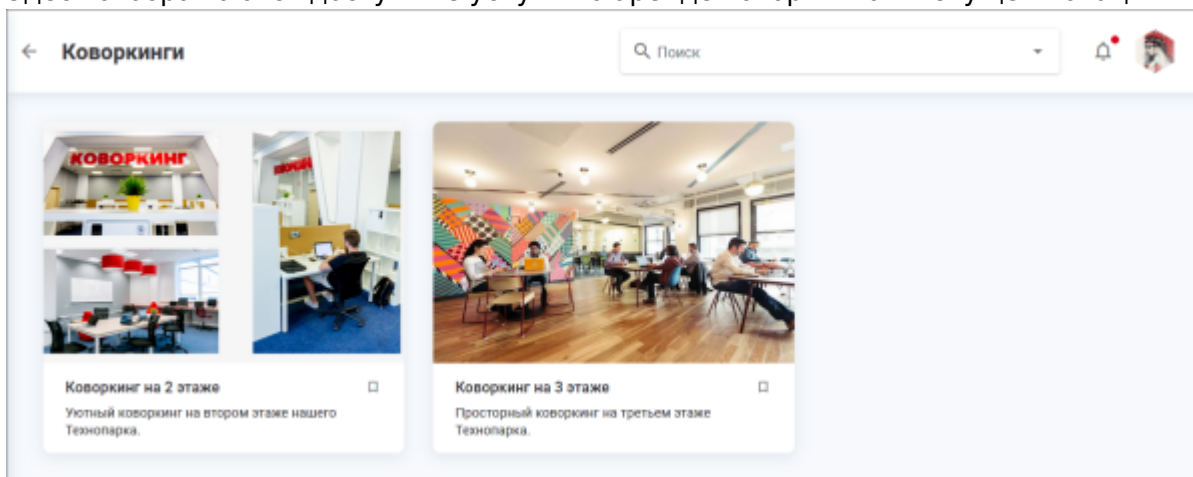 Коворкинги
Поиск
КОВОРКИНГ
Коворкинг на 2 этаже
Уютный коворкинг на втором этаже нашего
Технопарка.
Коворкинг на 3 этаже
Просторный коворкинг на третьем этаже
Технопарка.